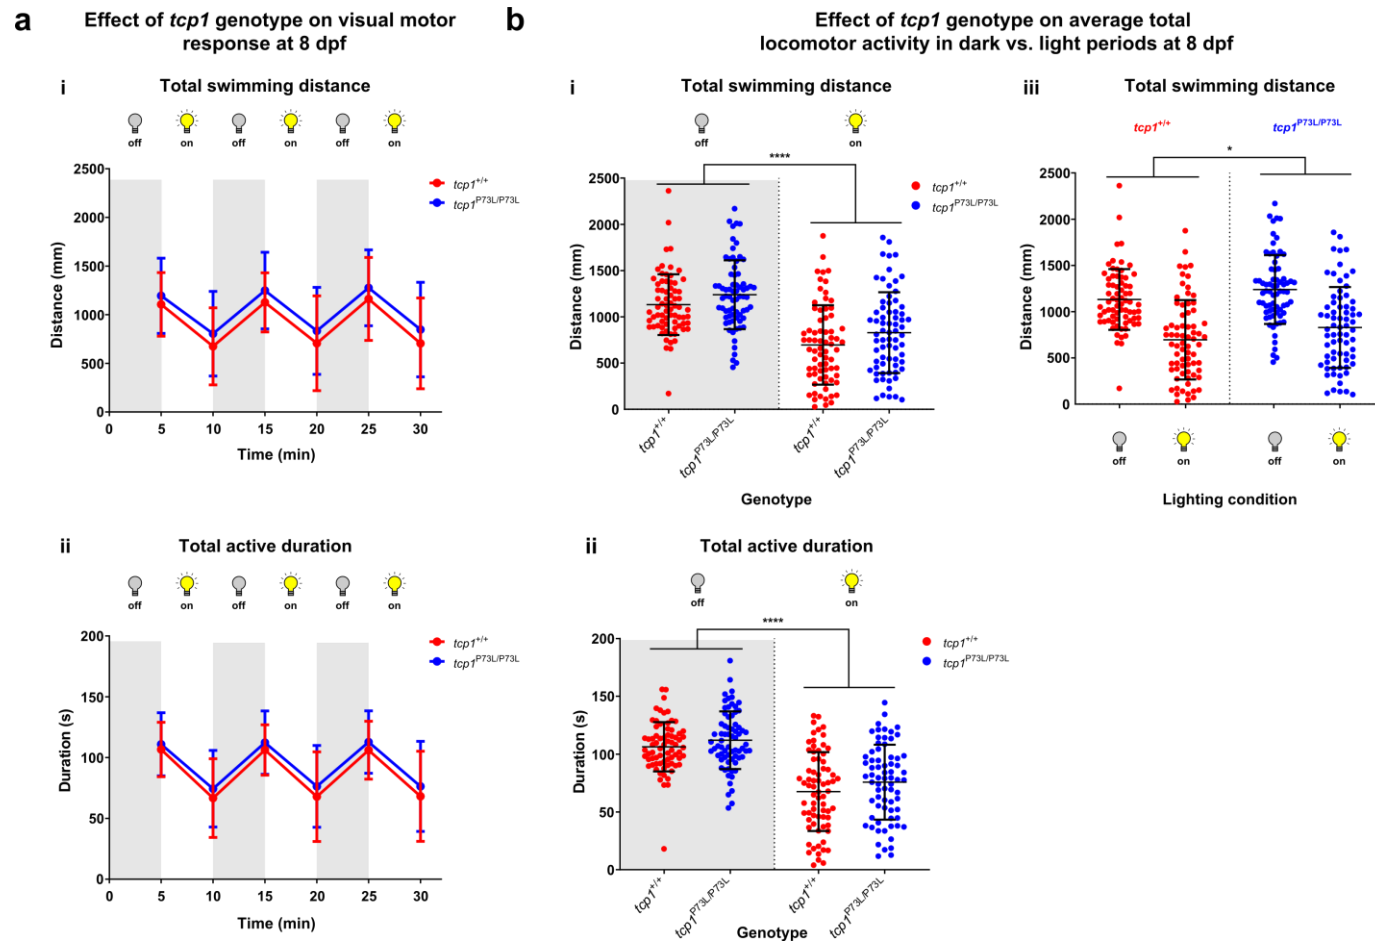 a
Effect of tcp1 genotype on visual motor
response at 8 dpf
i
Total swimming distance
off
on
off
on
off
on
2500
2000
1500
1000
500
0
Distance (mm)
0
5
10
15
20
25
30
Time (min)
tcp1+/+
tcp1P73L/P73L
ii
Total active duration
off
on
off
on
off
on
200
150
100
50
0
Duration (s)
0
5
10
15
20
25
30
Time (min)
tcp1+/+
tcp1P73L/P73L
b
Effect of tcp1 genotype on average total
locomotor activity in dark vs. light periods at 8 dpf
i
Total swimming distance
off
on
****
2500
2000
1500
1000
500
0
Distance (mm)
tcp1+/+
tcp1P73L/P73L
tcp1+/+
tcp1P73L/P73L
Genotype
tcp1+/+
tcp1P73L/P73L
ii
Total active duration
off
on
****
200
150
100
50
0
Duration (s)
tcp1+/+
tcp1P73L/P73L
tcp1+/+
tcp1P73L/P73L
Genotype
tcp1+/+
tcp1P73L/P73L
iii
Total swimming distance
tcp1+/+
tcp1P73L/P73L
*
2500
2000
1500
1000
500
0
Distance (mm)
off
on
off
on
Lighting condition